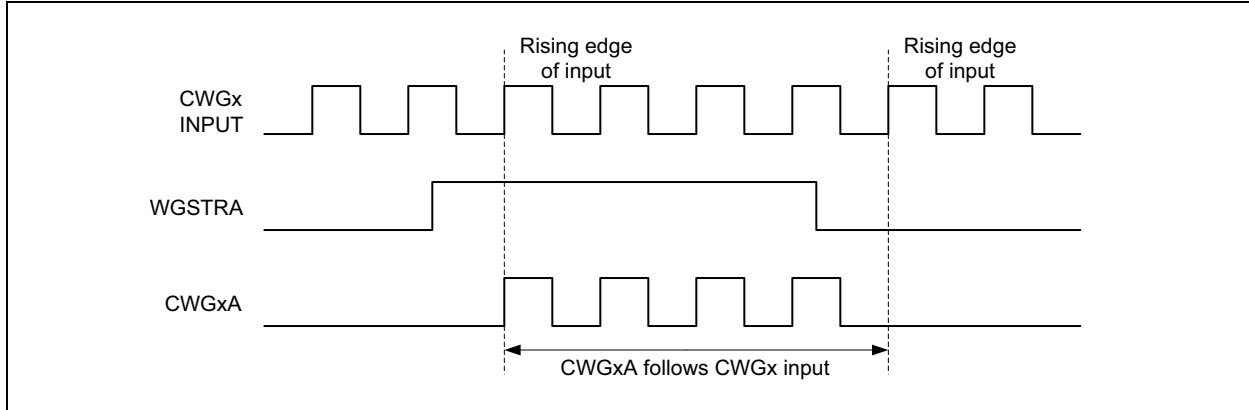 Rising edge
of input
Rising edge
of input
CWGx
INPUT
WGSTRA
CWGxA
CWGxA follows CWGx input